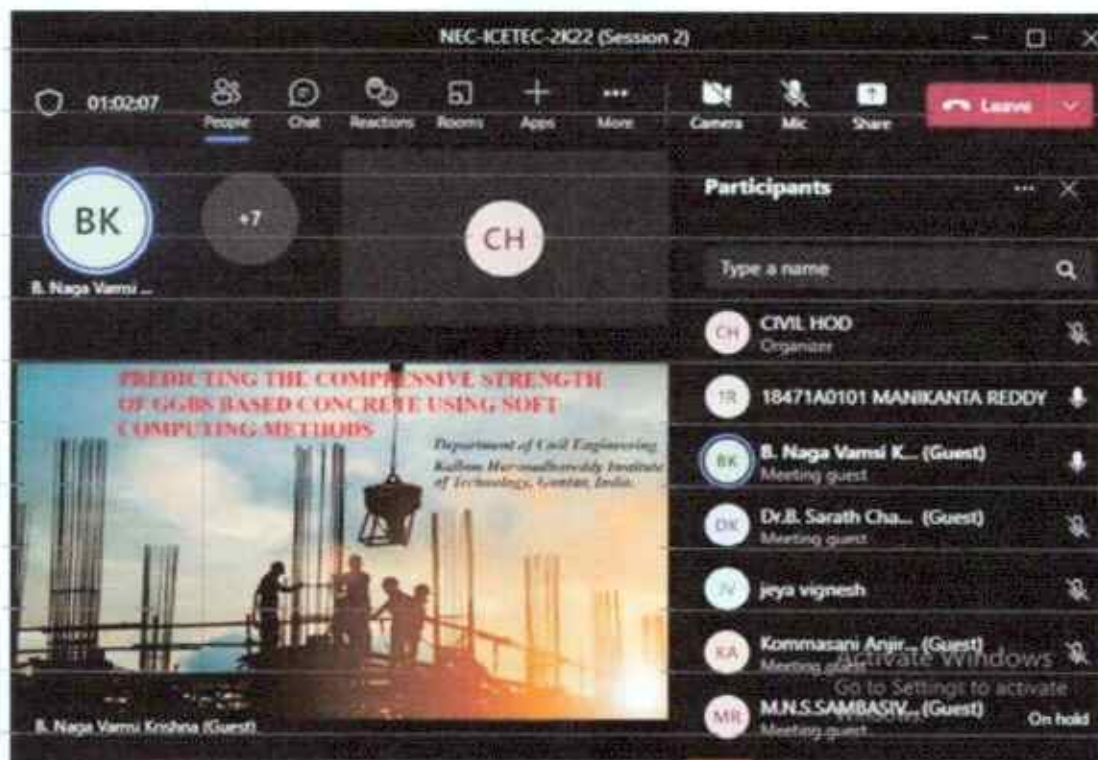 NEC-ICETEC-2K22 (Session 2)
01:02:07
People
Chat
Reactions
Rooms
Apps
More
Camera
Mic
Share
Leave
BK
+7
CH
B. Naga Vamsi ...
PREDICTING THE COMPRESSIVE STRENGTH
OF GGBS BASED CONCRETE USING SOFT
COMPUTING METHODS
Department of Civil Engineering
Kallam Haranadhareddy Institute
of Technology, Guntur, India.
B. Naga Vamsi Krishna (Guest)
Participants
Type a name
CH
CIVIL HOD
Organizer
1R
18471A0101 MANIKANTA REDDY
BK
B. Naga Vamsi K... (Guest)
Meeting guest
DK
Dr.B. Sarath Cha... (Guest)
Meeting guest
JV
jeya vignesh
KA
Kommasani Anjir... (Guest)
Meeting guest
Activate Windows
Go to Settings to activate
MR
M.N.S.SAMBASIV... (Guest)
Meeting guest
On hold